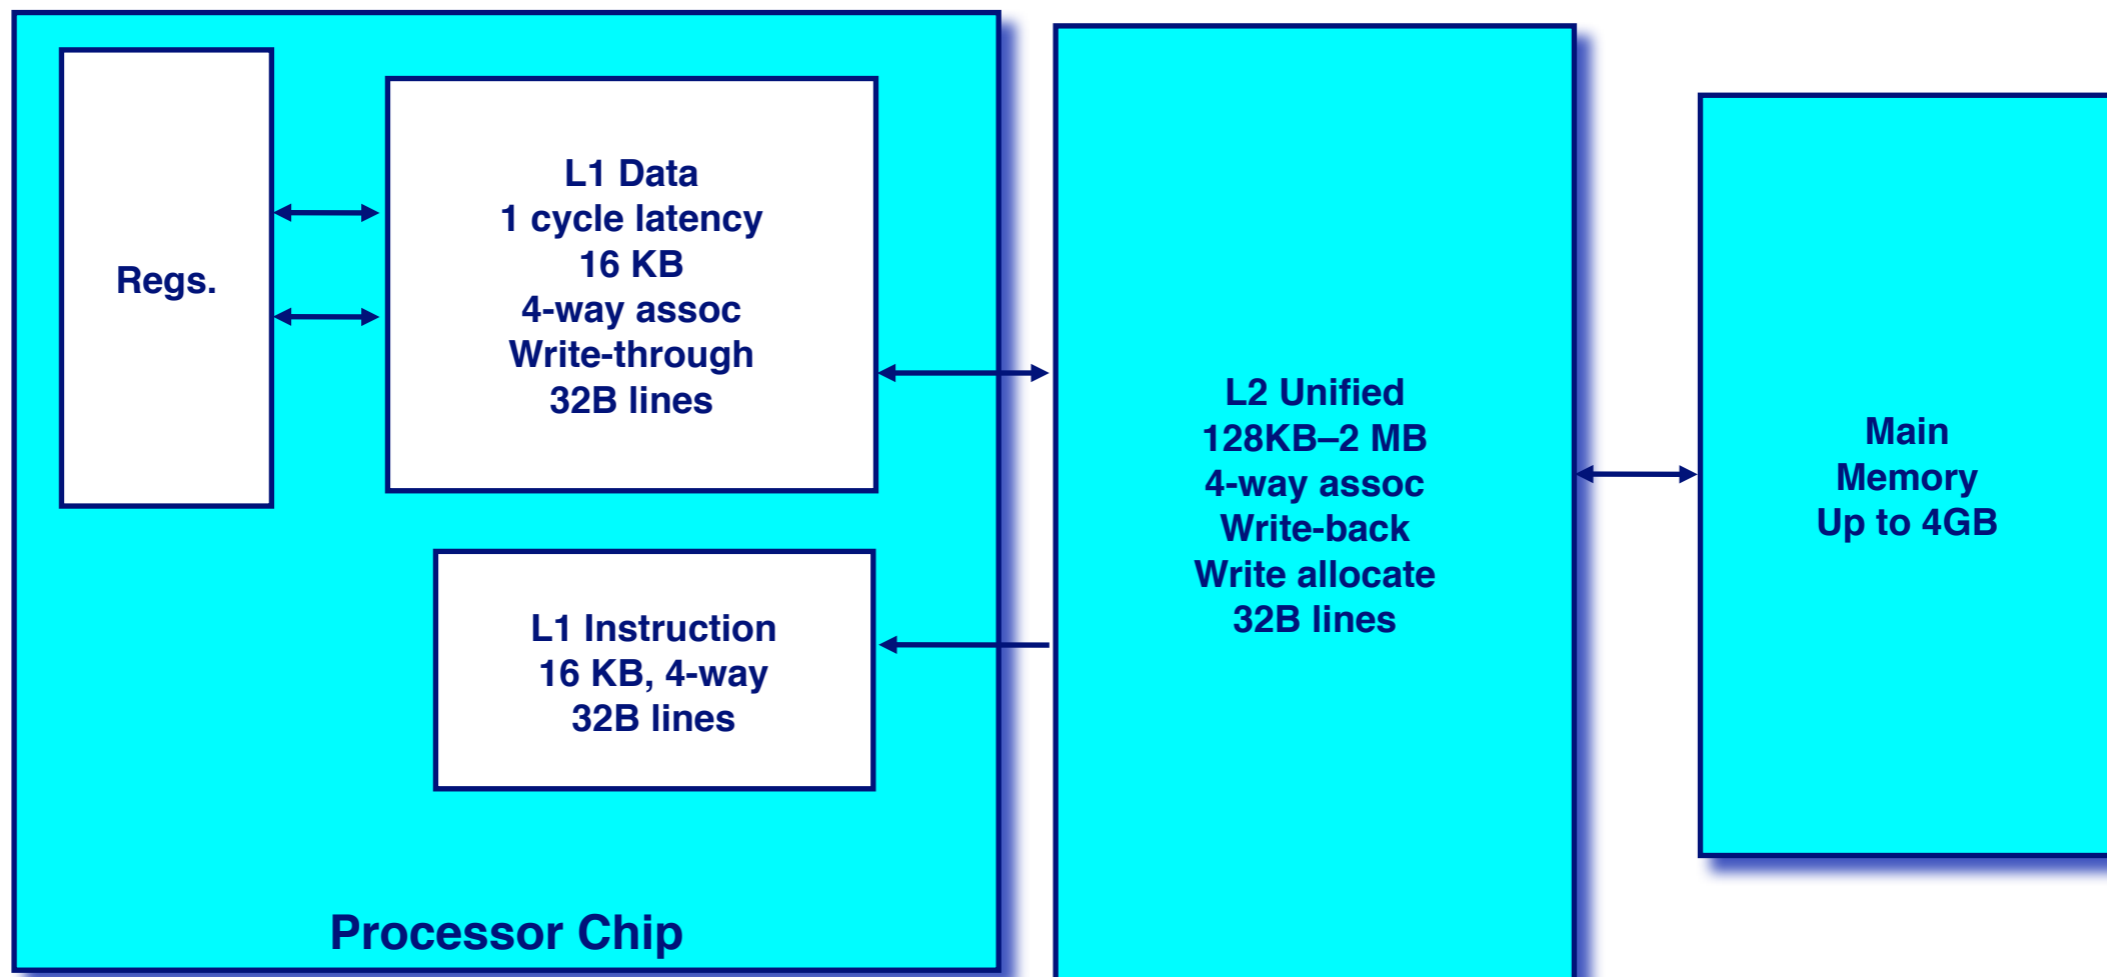 Regs.
L1 Data
1 cycle latency
16 KB
4-way assoc
Write-through
32B lines
L1 Instruction
16 KB, 4-way
32B lines
Processor Chip
L2 Unified
128KB–2 MB
4-way assoc
Write-back
Write allocate
32B lines
Main
Memory
Up to 4GB